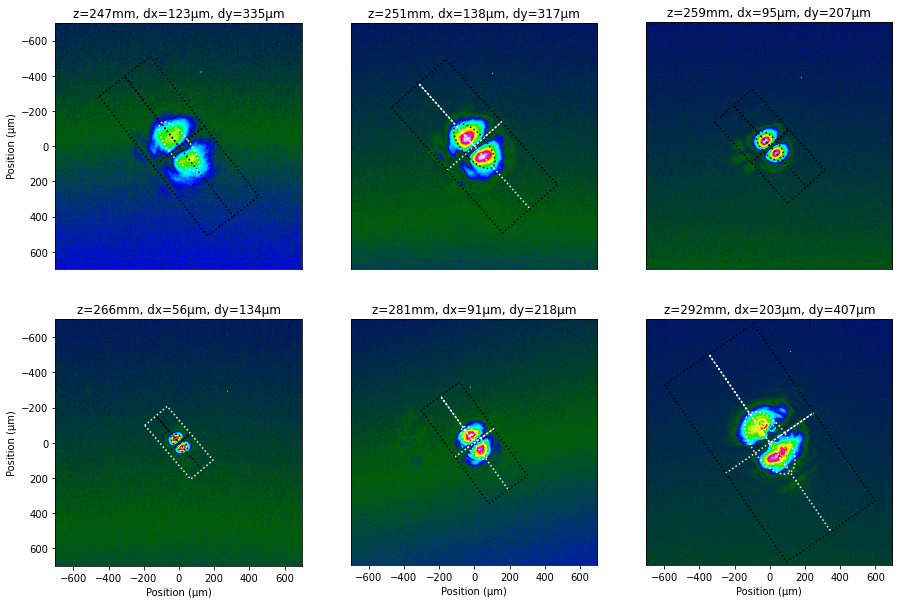 z=247mm, dx=123μm, dy=335μm
z=251mm, dx=138μm, dy=317μm
z=259mm, dx=95μm, dy=207μm
Position (μm)
−600
−400
−200
0
200
400
600
z=266mm, dx=56μm, dy=134μm
z=281mm, dx=91μm, dy=218μm
z=292mm, dx=203μm, dy=407μm
Position (μm)
−600
−400
−200
0
200
400
600
−600 −400 −200 0 200 400 600
−600 −400 −200 0 200 400 600
−600 −400 −200 0 200 400 600
Position (μm)
Position (μm)
Position (μm)